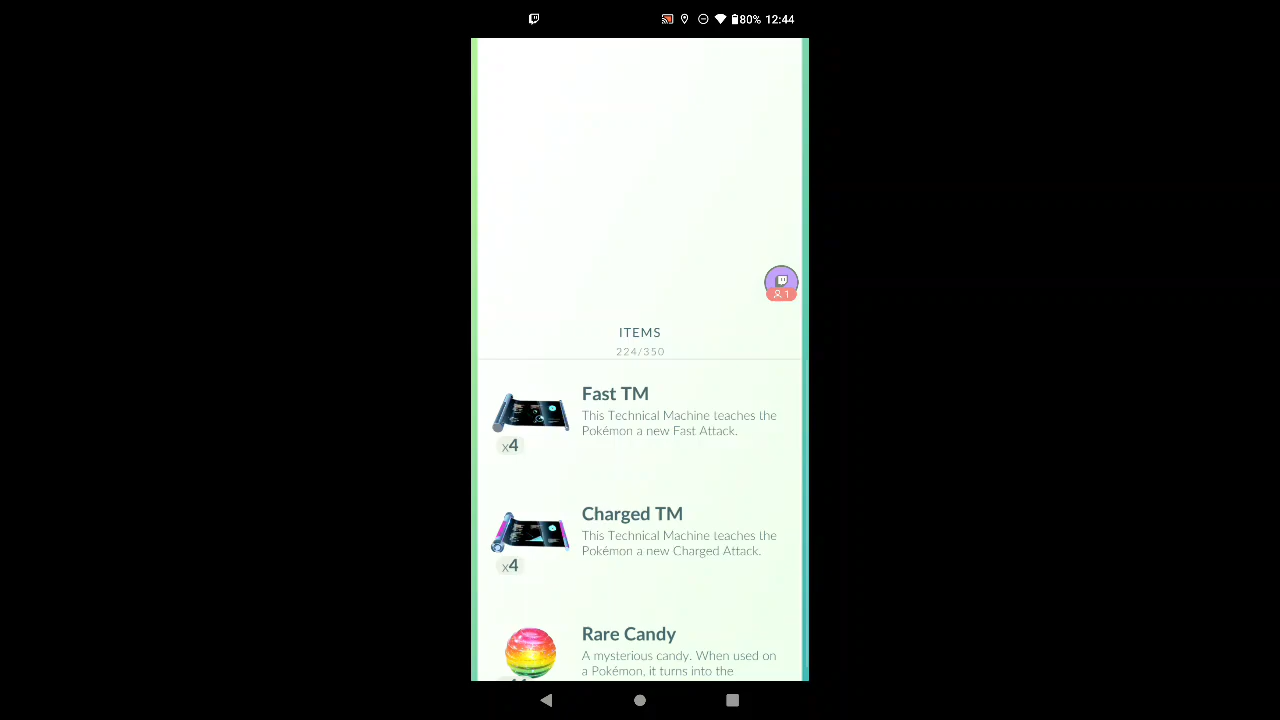 80% 12:44
1
ITEMS
224/350
Fast TM
This Technical Machine teaches the
Pokémon a new Fast Attack.
x4
Charged TM
This Technical Machine teaches the
Pokémon a new Charged Attack.
x4
Rare Candy
A mysterious candy. When used on
a Pokémon, it turns into the